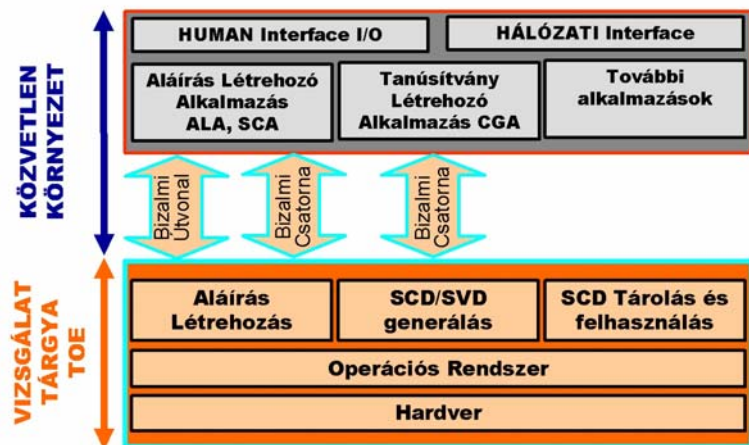 KÖZVETLEN
KÖRNYEZET
HUMAN Interface I/O
HÁLÓZATI Interface
Aláírás Létrehozó
Alkalmazás
ALA, SCA
Tanúsítvány
Létrehozó
Alkalmazás CGA
További
alkalmazások
Bizalmi
Útvonal
Bizalmi
Csatorna
Bizalmi
Csatorna
VIZSGÁLAT
TÁRGYA
TOE
Aláírás
Létrehozás
SCD/SVD
generálás
SCD Tárolás és
felhasználás
Operációs Rendszer
Hardver